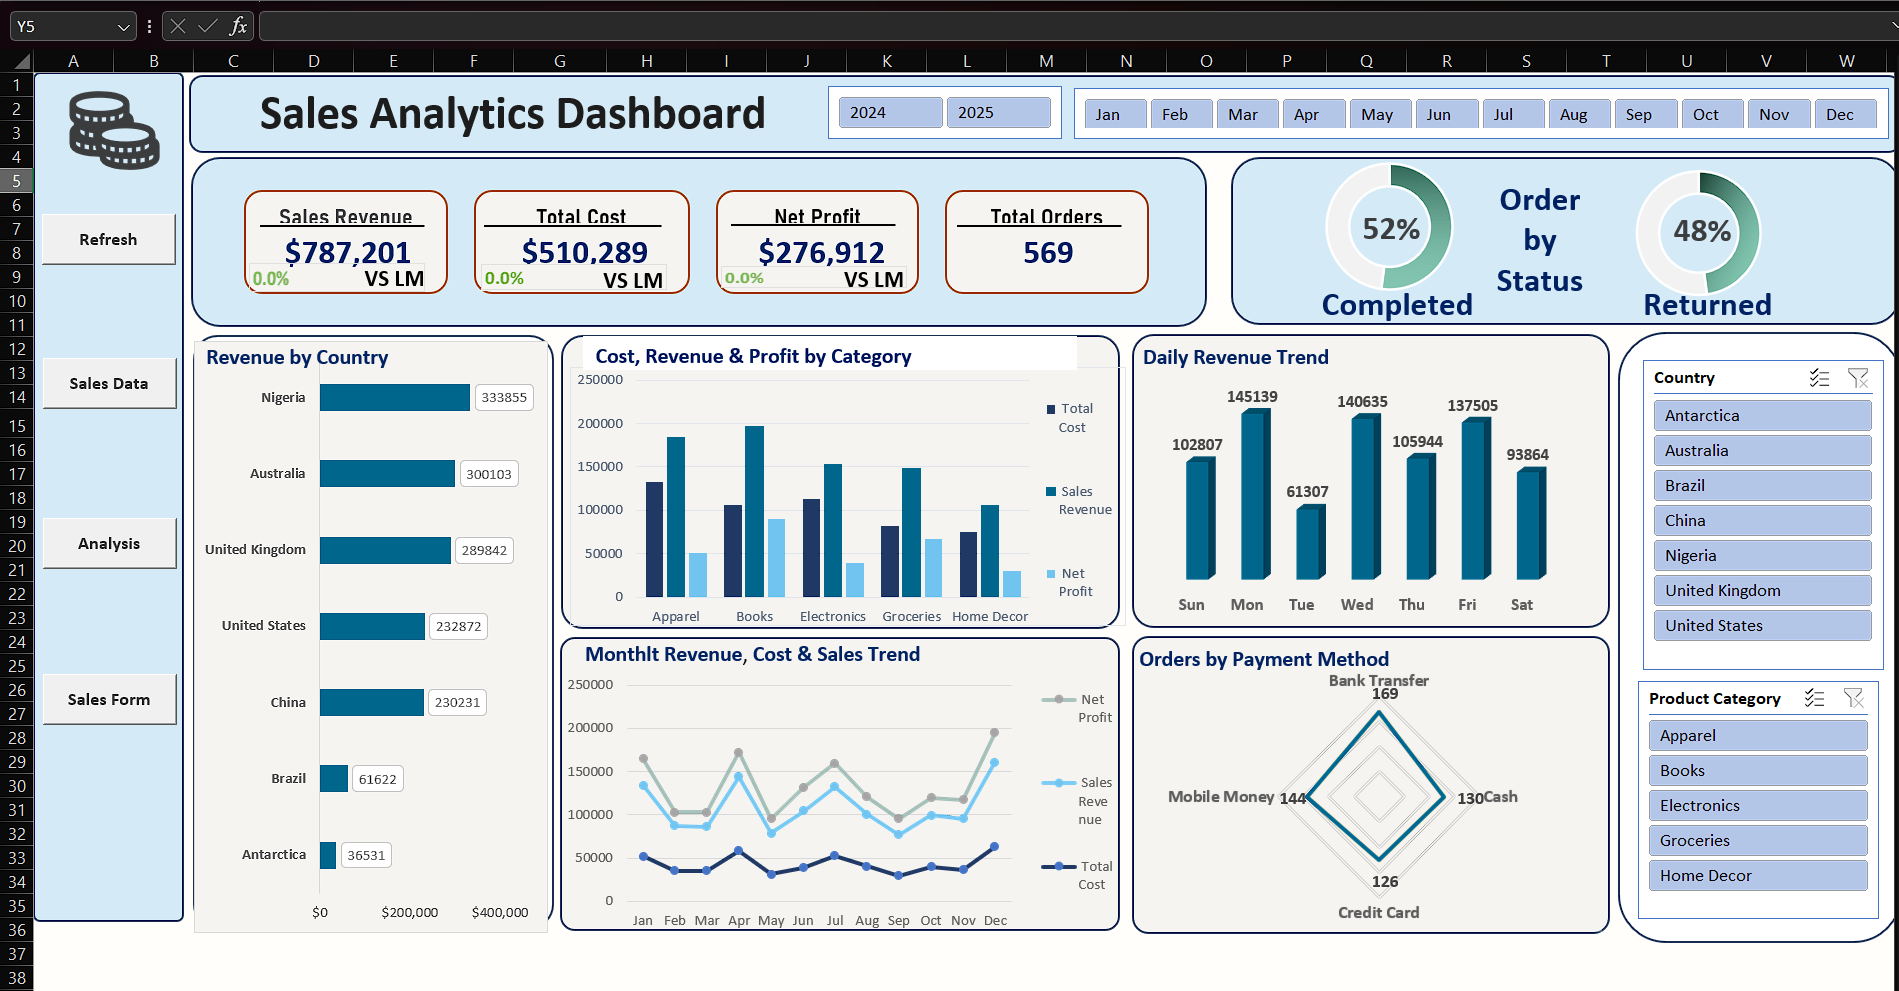 Y5
fx
A B C D E F G H I J K L M N O P Q R S T U V W
1
2
3
4
5
6
7
8
9
10
11
12
13
14
15
16
17
18
19
20
21
22
23
24
25
26
27
28
29
30
31
32
33
34
35
36
37
38
Refresh
Sales Data
Analysis
Sales Form
Sales Analytics Dashboard
2024 2025
Jan Feb Mar Apr May Jun Jul Aug Sep Oct Nov Dec
Sales Revenue
$787,201
0.0% VS LM
Total Cost
$510,289
0.0% VS LM
Net Profit
$276,912
0.0% VS LM
Total Orders
569
52%
Completed
Order
by
Status
48%
Returned
Revenue by Country
Nigeria 333855
Australia 300103
United Kingdom 289842
United States 232872
China 230231
Brazil 61622
Antarctica 36531
$0 $200,000 $400,000
Cost, Revenue & Profit by Category
250000
200000
150000
100000
50000
0
Apparel Books Electronics Groceries Home Decor
Total
Cost
Sales
Revenue
Net
Profit
Daily Revenue Trend
102807 145139 61307 140635 105944 137505 93864
Sun Mon Tue Wed Thu Fri Sat
Monthlt Revenue, Cost & Sales Trend
250000
200000
150000
100000
50000
0
Jan Feb Mar Apr May Jun Jul Aug Sep Oct Nov Dec
Net
Profit
Sales
Reve
nue
Total
Cost
Orders by Payment Method
Bank Transfer
169
Mobile Money 144 130 Cash
126
Credit Card
Country
Antarctica
Australia
Brazil
China
Nigeria
United Kingdom
United States
Product Category
Apparel
Books
Electronics
Groceries
Home Decor